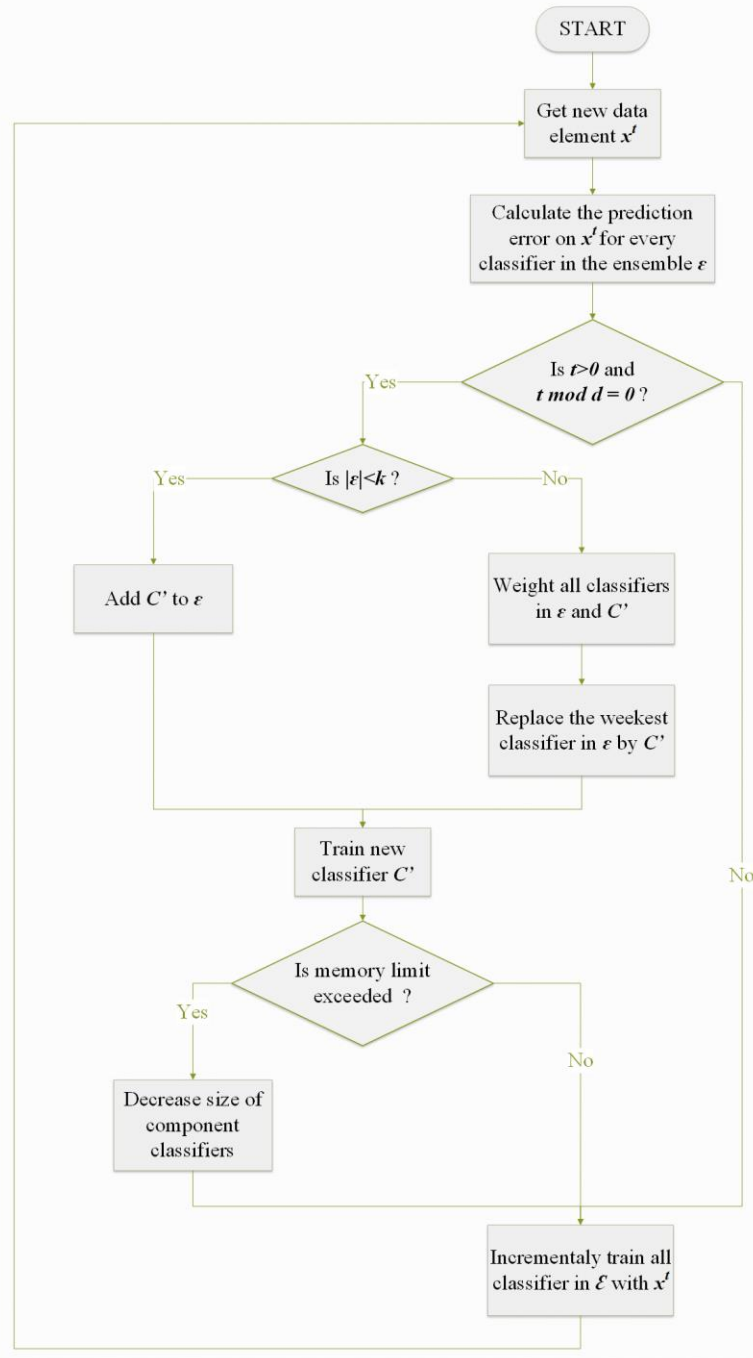 START
Get new data
element xᵗ
Calculate the prediction
error on xᵗ for every
classifier in the ensemble ε
Is t>0 and
t mod d = 0 ?
Yes
Is |ε|<k ?
Yes
No
Add C’ to ε
Weight all classifiers
in ε and C’
Replace the weekest
classifier in ε by C’
Train new
classifier C’
No
Is memory limit
exceeded ?
Yes
No
Decrease size of
component
classifiers
Incrementaly train all
classifier in ℰ with xᵗ